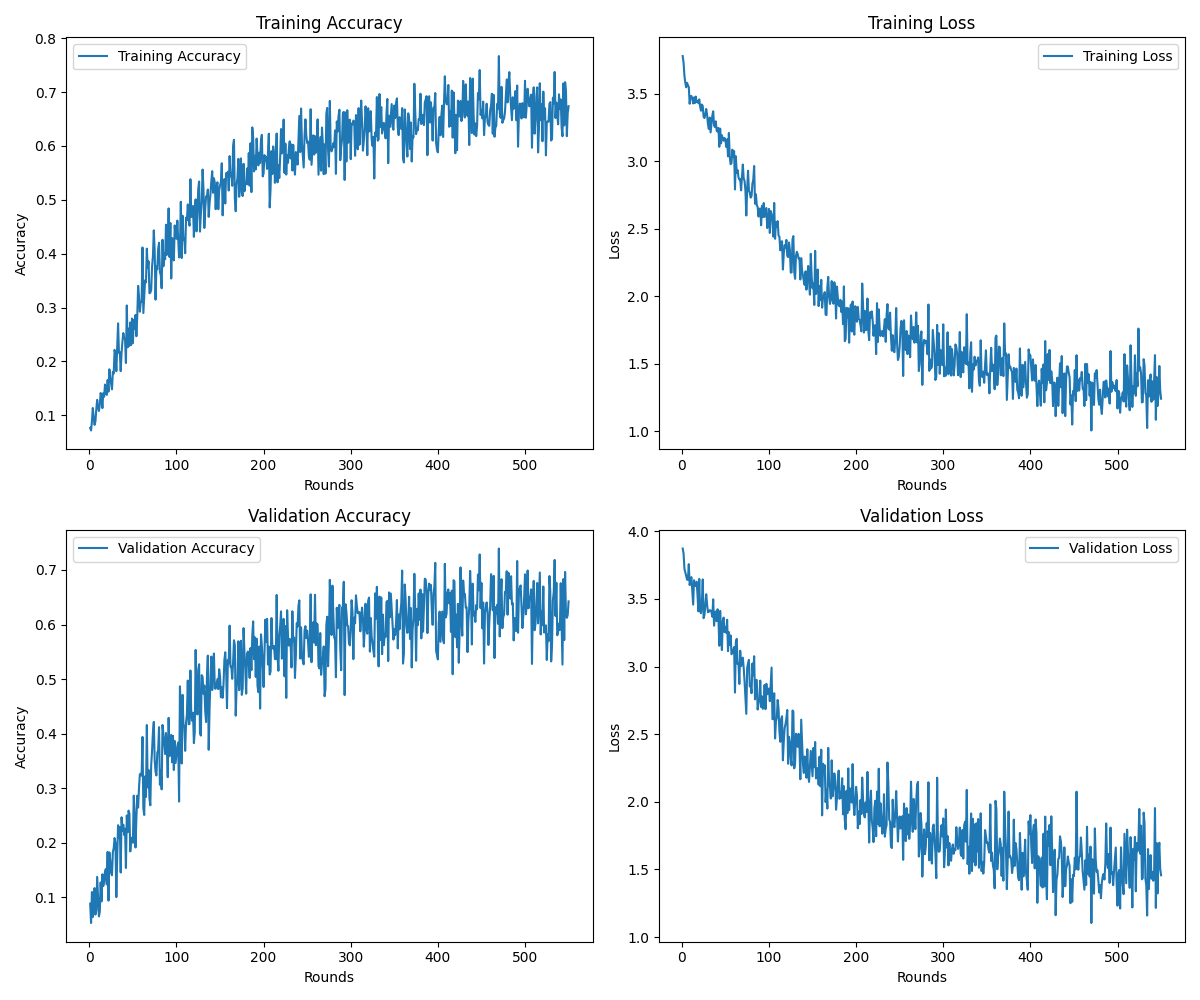 Training Accuracy
Training Accuracy
0.8
0.7
0.6
0.5
0.4
0.3
0.2
0.1
Accuracy
0 100 200 300 400 500
Rounds
Training Loss
Training Loss
3.5
3.0
2.5
2.0
1.5
1.0
Loss
0 100 200 300 400 500
Rounds
Validation Accuracy
Validation Accuracy
0.7
0.6
0.5
0.4
0.3
0.2
0.1
Accuracy
0 100 200 300 400 500
Rounds
Validation Loss
Validation Loss
4.0
3.5
3.0
2.5
2.0
1.5
1.0
Loss
0 100 200 300 400 500
Rounds